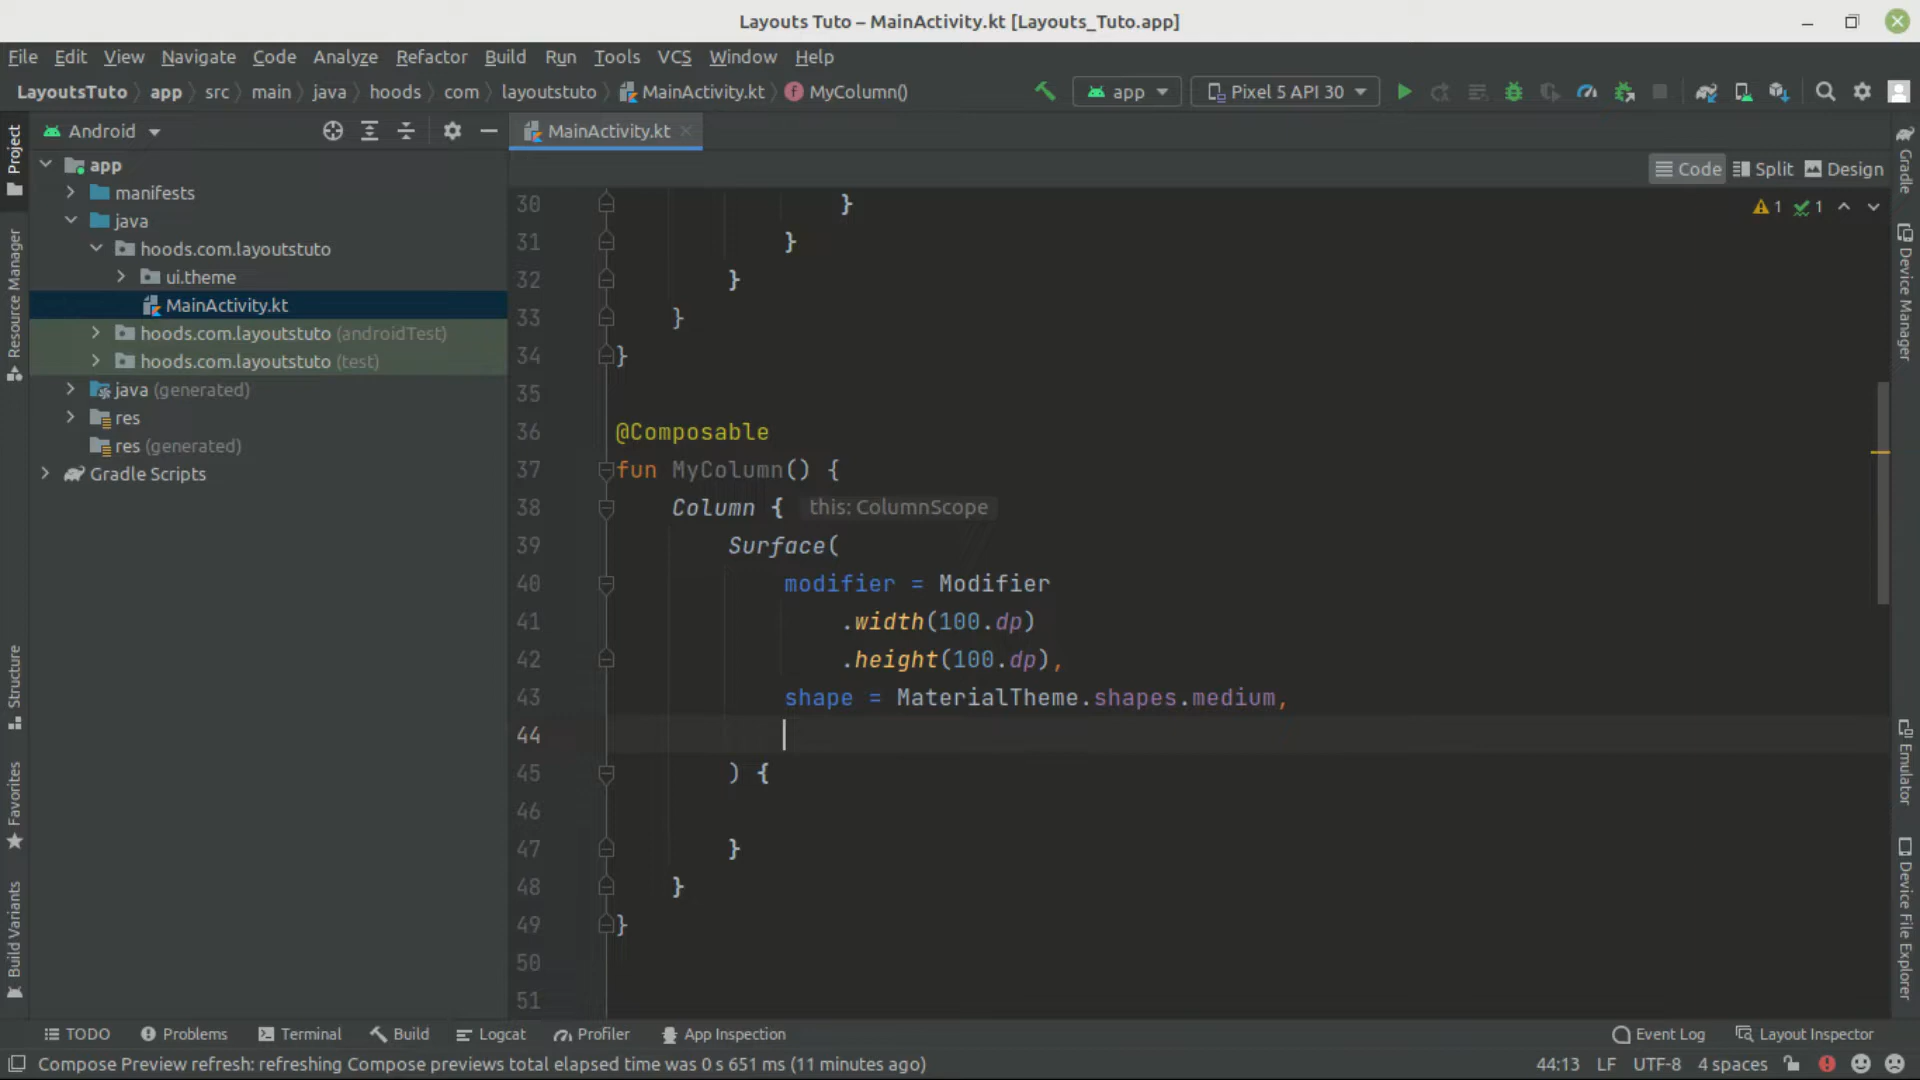 Layouts Tuto – MainActivity.kt [Layouts_Tuto.app]
File Edit View Navigate Code Analyze Refactor Build Run Tools VCS Window Help
LayoutsTuto app src main java hoods com layoutstuto MainActivity.kt MyColumn() app Pixel 5 API 30
Android
MainActivity.kt
Code Split Design
app
manifests
java
hoods.com.layoutstuto
ui.theme
MainActivity.kt
hoods.com.layoutstuto (androidTest)
hoods.com.layoutstuto (test)
java (generated)
res
res (generated)
Gradle Scripts
30 }
31 }
32 }
33 }
34 }
35
36 @Composable
37 fun MyColumn() {
38 Column { this: ColumnScope
39 Surface(
40 modifier = Modifier
41 .width(100.dp)
42 .height(100.dp),
43 shape = MaterialTheme.shapes.medium,
44
45 ) {
46
47 }
48 }
49 }
50
51
1 1
Project
Resource Manager
Structure
Favorites
Build Variants
Gradle
Device Manager
Emulator
Device File Explorer
TODO Problems Terminal Build Logcat Profiler App Inspection Event Log Layout Inspector
Compose Preview refresh: refreshing Compose previews total elapsed time was 0 s 651 ms (11 minutes ago) 44:13 LF UTF-8 4 spaces